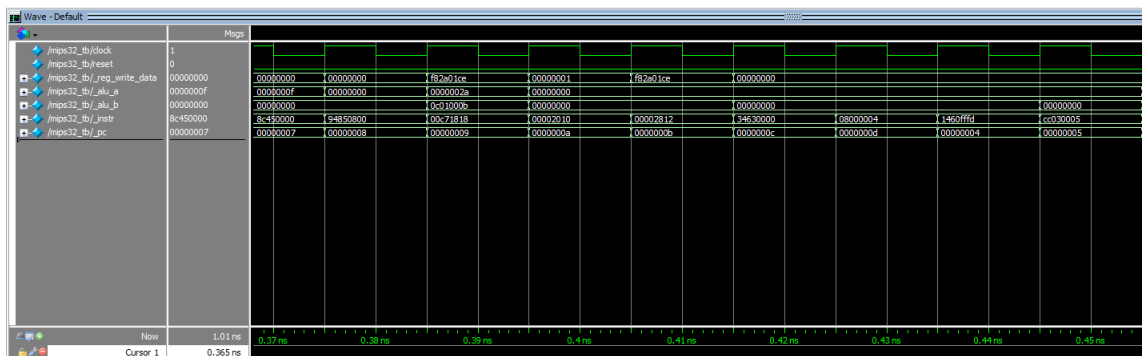 Wave - Default
Msgs
/mips32_tb/clock 1
/mips32_tb/reset 0
/mips32_tb/_reg_write_data 00000000 00000000 00000000 f82a01ce 00000001 f82a01ce 00000000
/mips32_tb/_alu_a 0000000f 0000000f 00000000 0000002a 00000000
/mips32_tb/_alu_b 00000000 00000000 0c01000b 00000000 00000000 00000000
/mips32_tb/_instr 8c450000 8c450000 94850800 00c71818 00002010 00002812 34630000 08000004 1460fffd cc030005
/mips32_tb/_pc 00000007 00000007 00000008 00000009 0000000a 0000000b 0000000c 0000000d 00000004 00000005
Now 1.01 ns 0.37 ns 0.38 ns 0.39 ns 0.4 ns 0.41 ns 0.42 ns 0.43 ns 0.44 ns 0.45 ns
Cursor 1 0.365 ns